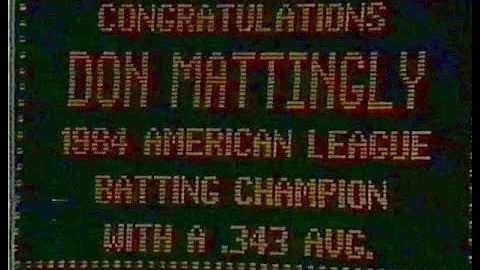 CONGRATULATIONS
DON MATTINGLY
1984 AMERICAN LEAGUE
BATTING CHAMPION
WITH A .343 AVG.